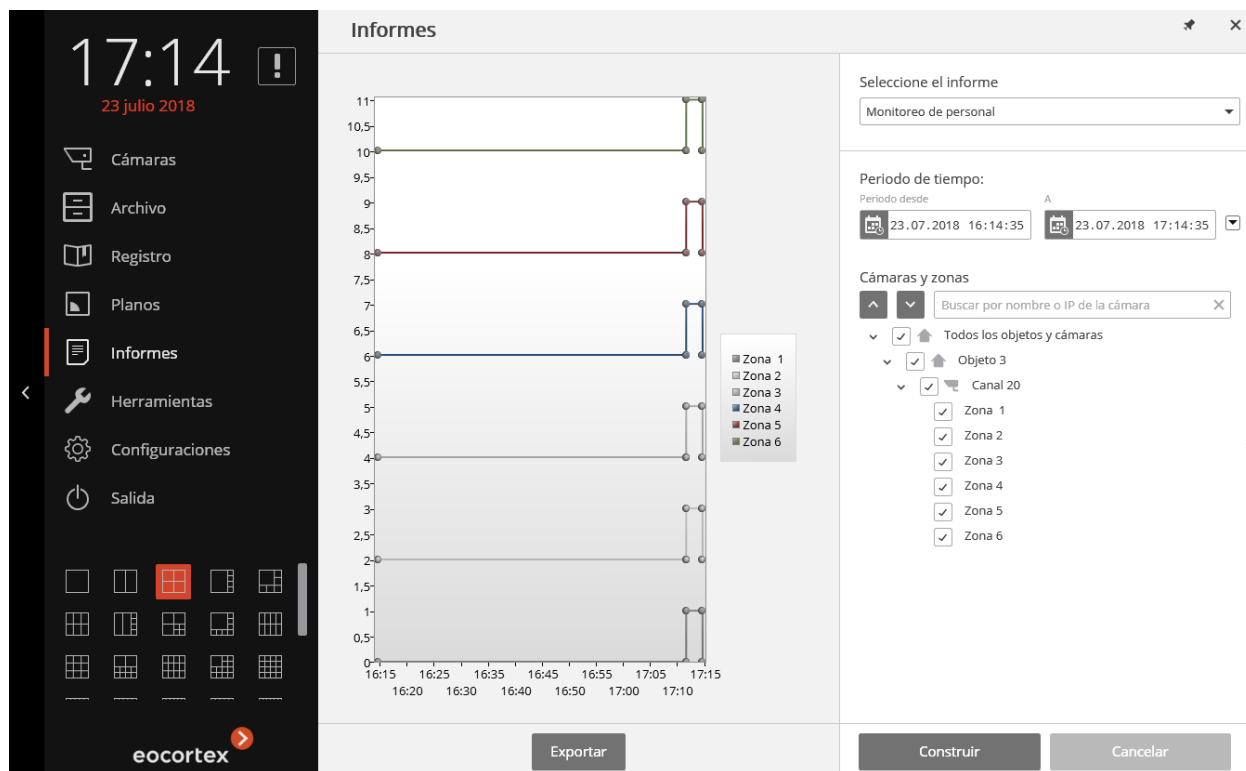 17:14
23 julio 2018
Cámaras
Archivo
Registro
Planos
Informes
Herramientas
Configuraciones
Salida
eocortex
Informes
11
10,5
10
9,5
9
8,5
8
7,5
7
6,5
6
5,5
5
4,5
4
3,5
3
2,5
2
1,5
1
0,5
0
16:15 16:25 16:35 16:45 16:55 17:05 17:15
16:20 16:30 16:40 16:50 17:00 17:10
Zona 1
Zona 2
Zona 3
Zona 4
Zona 5
Zona 6
Exportar
Seleccione el informe
Monitoreo de personal
Periodo de tiempo:
Periodo desde A
23.07.2018 16:14:35 23.07.2018 17:14:35
Cámaras y zonas
Buscar por nombre o IP de la cámara
Todos los objetos y cámaras
Objeto 3
Canal 20
Zona 1
Zona 2
Zona 3
Zona 4
Zona 5
Zona 6
Construir Cancelar